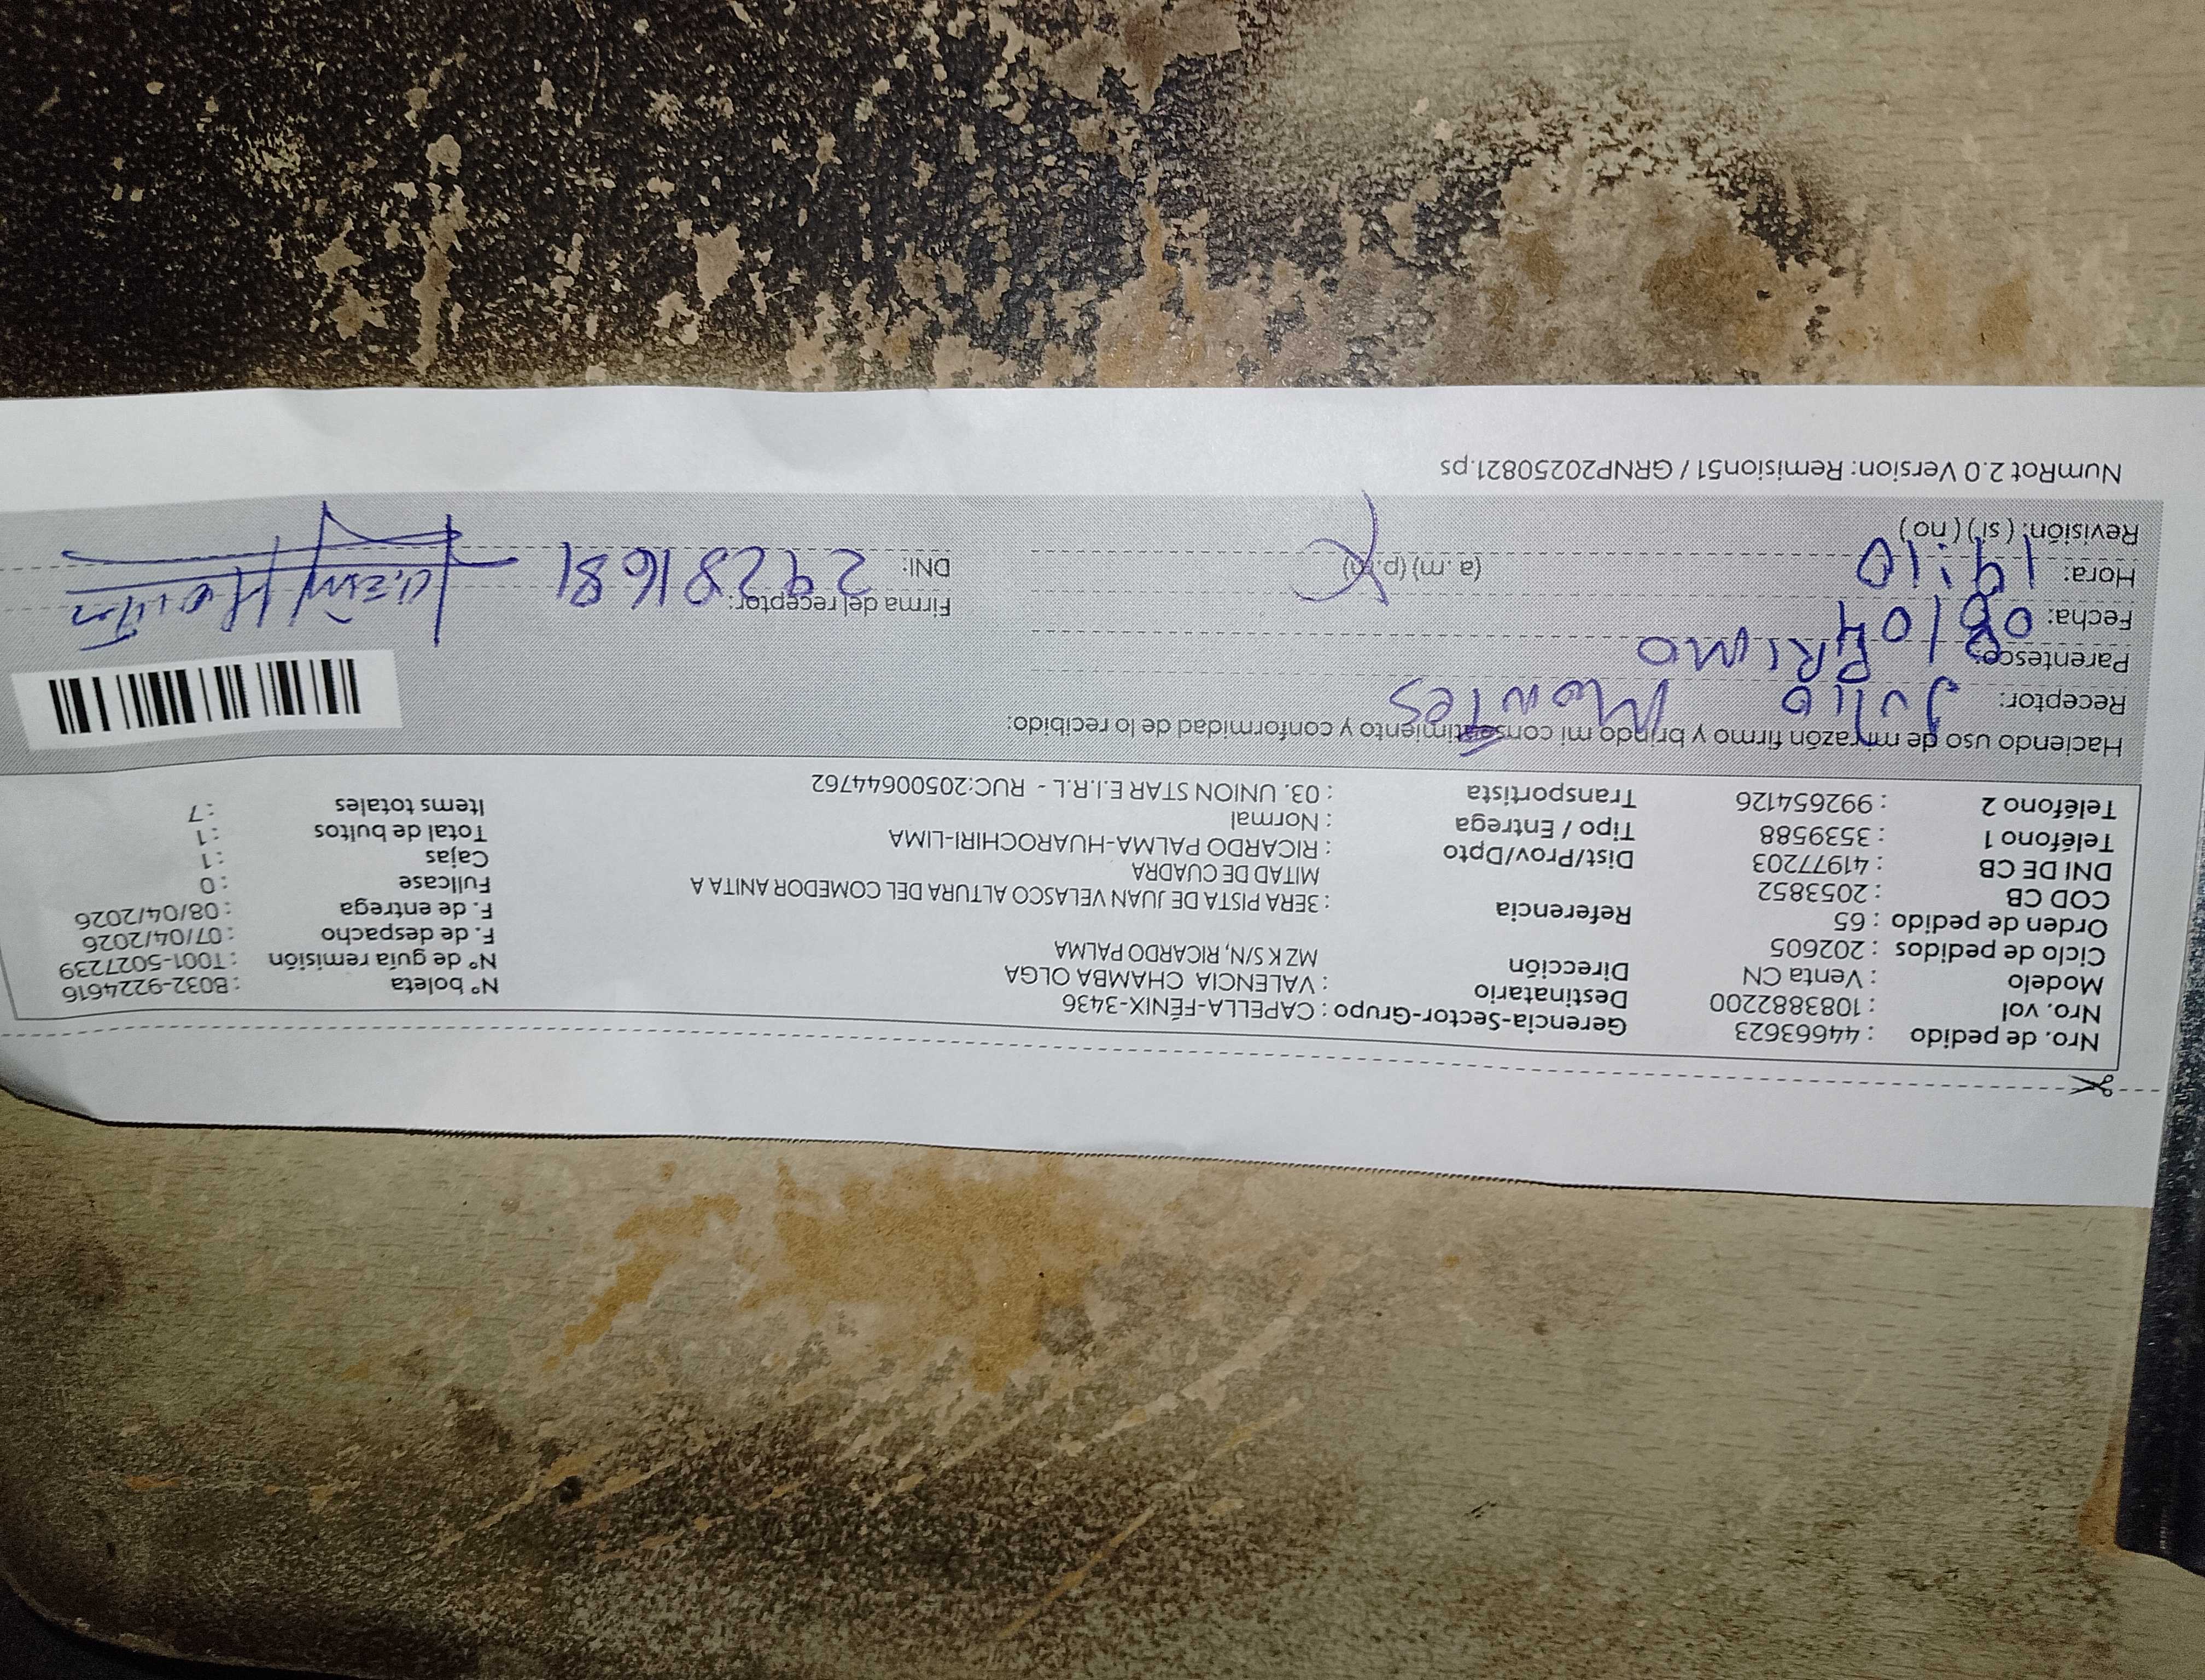 Nro. de pedido : 44663623 Gerencia-Sector-Grupo : CAPELLA-FÉNIX-3436 N° boleta : B032-9224616
Nro. vol : 1083882200 Destinatario : VALENCIA CHAMBA OLGA N° de guía remisión : T001-5027239
Modelo : Venta CN Dirección MZ K S/N, RICARDO PALMA F. de despacho : 07/04/2026
Ciclo de pedidos : 202605 F. de entrega : 08/04/2026
Orden de pedido : 65 Referencia : 3ERA PISTA DE JUAN VELASCO ALTURA DEL COMEDOR ANITA A Fullcase : 0
COD CB : 2053852 MITAD DE CUADRA Cajas : 1
DNI DE CB : 41977203 Dist/Prov/Dpto : RICARDO PALMA-HUAROCHIRI-LIMA Total de bultos : 1
Teléfono 1 : 3539588 Tipo / Entrega : Normal Items totales : 7
Teléfono 2 : 992654126 Transportista : 03. UNION STAR E.I.R.L - RUC:20500644762
Haciendo uso de mi razón firmo y brindo mi consentimiento y conformidad de lo recibido:
Receptor: Julio Montes
Parentesco: PRIMO
Fecha: 08/04 Firma del receptor:
Hora: 14:10 (a.m) (p.m) DNI: 29281681
Revisión: (si) (no)
NumRot 2.0 Version: Remision51 / GRNP20250821.ps